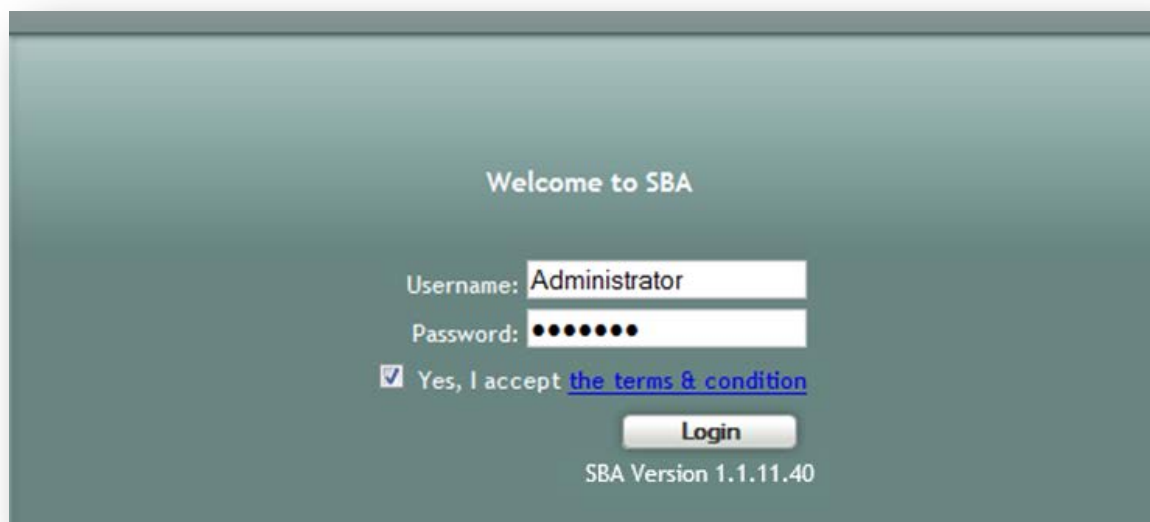 Welcome to SBA
Username: Administrator
Password: •••••••
Yes, I accept the terms & condition
Login
SBA Version 1.1.11.40